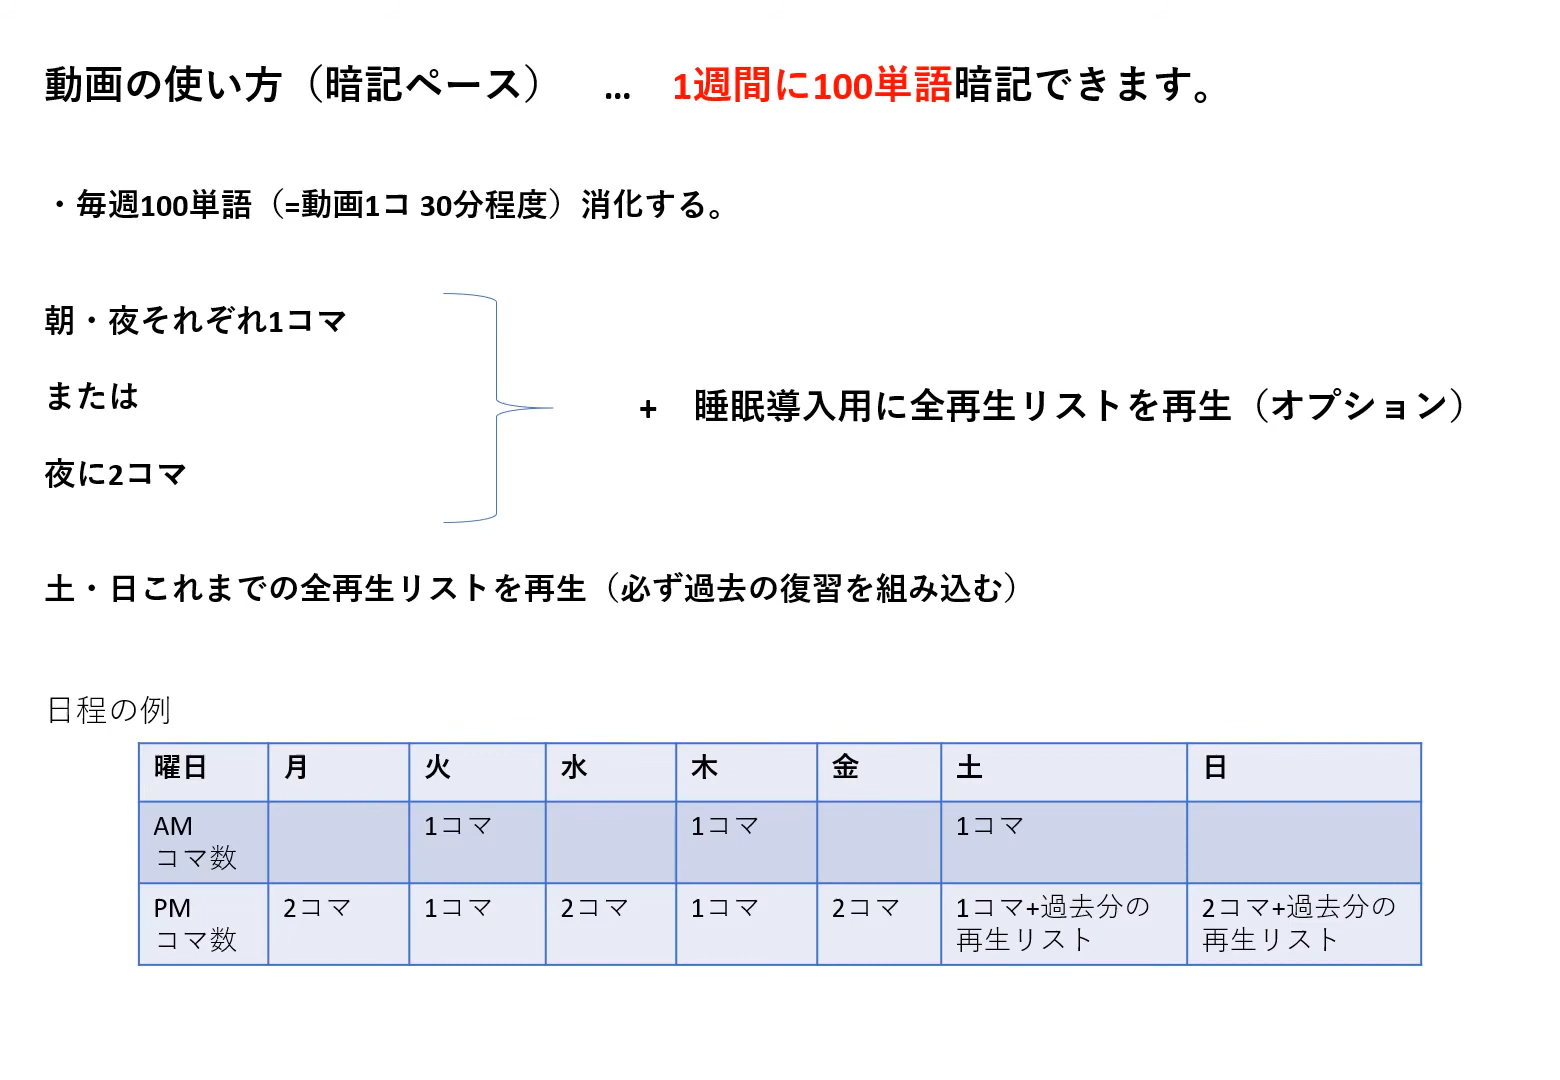 動画の使い方（暗記ペース）　…　1週間に100単語暗記できます。
・毎週100単語（=動画1コ 30分程度）消化する。
朝・夜それぞれ1コマ
または
夜に2コマ
+　睡眠導入用に全再生リストを再生（オプション）
土・日これまでの全再生リストを再生（必ず過去の復習を組み込む）
日程の例
曜日 月 火 水 木 金 土 日
AM コマ数 1コマ 1コマ 1コマ
PM コマ数 2コマ 1コマ 2コマ 1コマ 2コマ 1コマ+過去分の再生リスト 2コマ+過去分の再生リスト